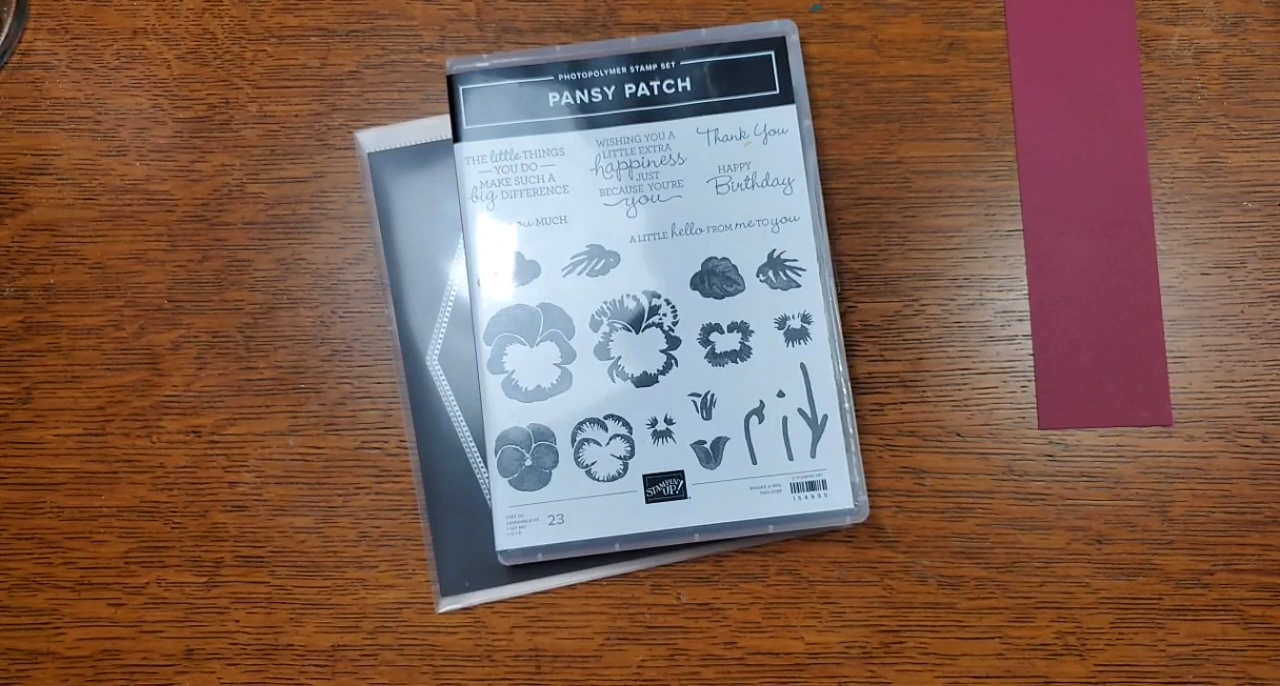 PHOTOPOLYMER STAMP SET
PANSY PATCH
THE little THINGS
YOU DO
MAKE SUCH A
big DIFFERENCE
WISHING YOU A
LITTLE EXTRA
happiness
JUST
BECAUSE YOU'RE
you
Thank You
HAPPY
Birthday
you MUCH
A LITTLE hello FROM me TO you
STAMPIN' UP!
23
154999